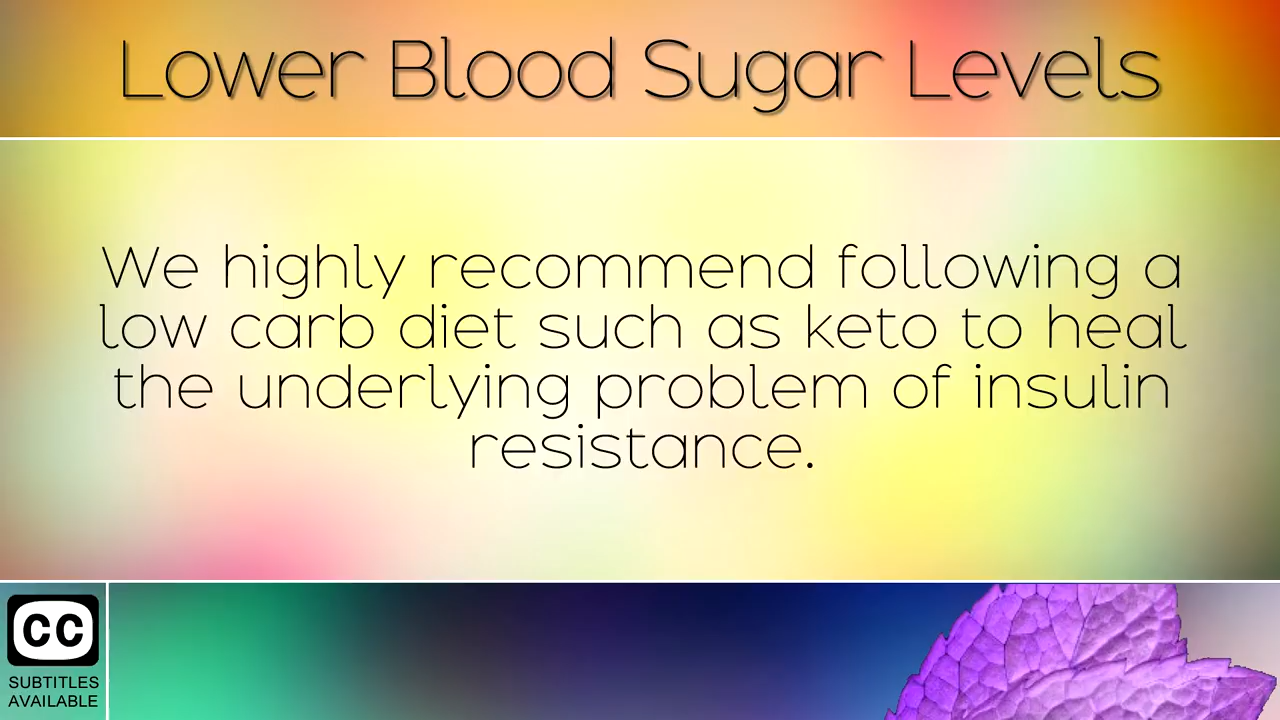 Lower Blood Sugar Levels
We highly recommend following a
low carb diet such as keto to heal
the underlying problem of insulin
resistance.
CC
SUBTITLES
AVAILABLE